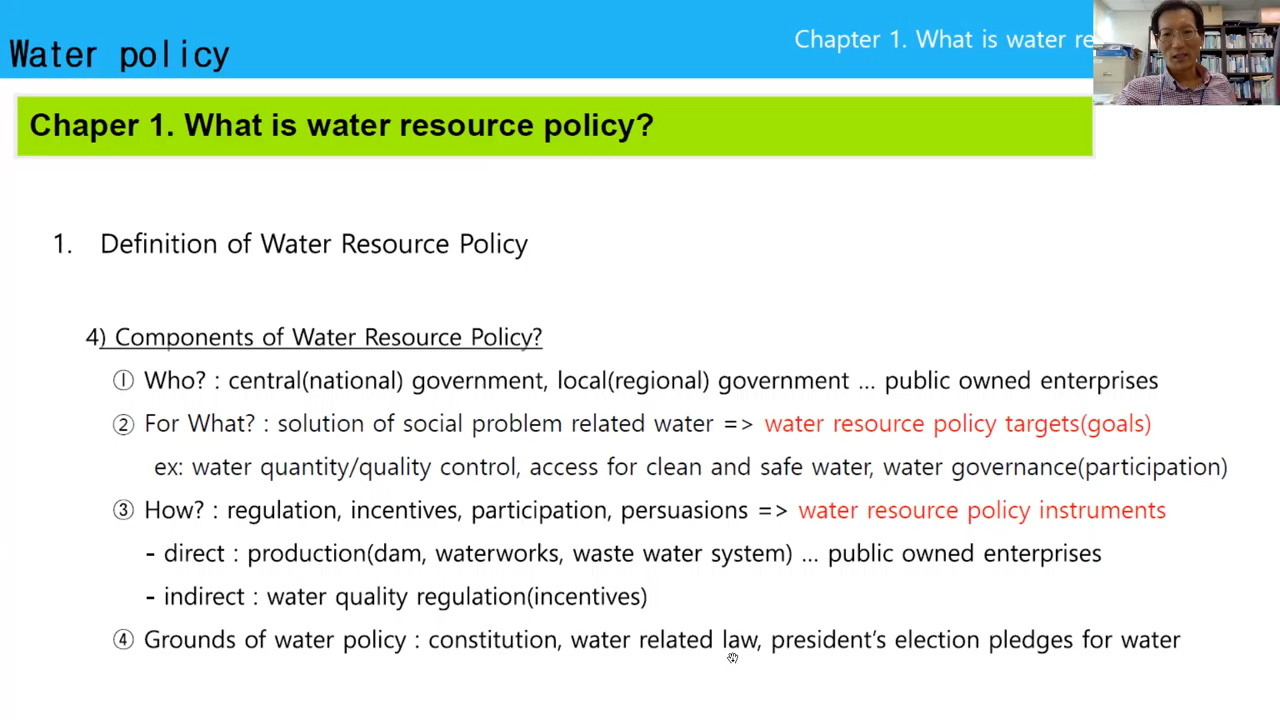 Water policy
Chapter 1. What is water re
Chaper 1. What is water resource policy?
1. Definition of Water Resource Policy
4) Components of Water Resource Policy?
① Who? : central(national) government, local(regional) government … public owned enterprises
② For What? : solution of social problem related water => water resource policy targets(goals)
ex: water quantity/quality control, access for clean and safe water, water governance(participation)
③ How? : regulation, incentives, participation, persuasions => water resource policy instruments
- direct : production(dam, waterworks, waste water system) … public owned enterprises
- indirect : water quality regulation(incentives)
④ Grounds of water policy : constitution, water related law, president's election pledges for water